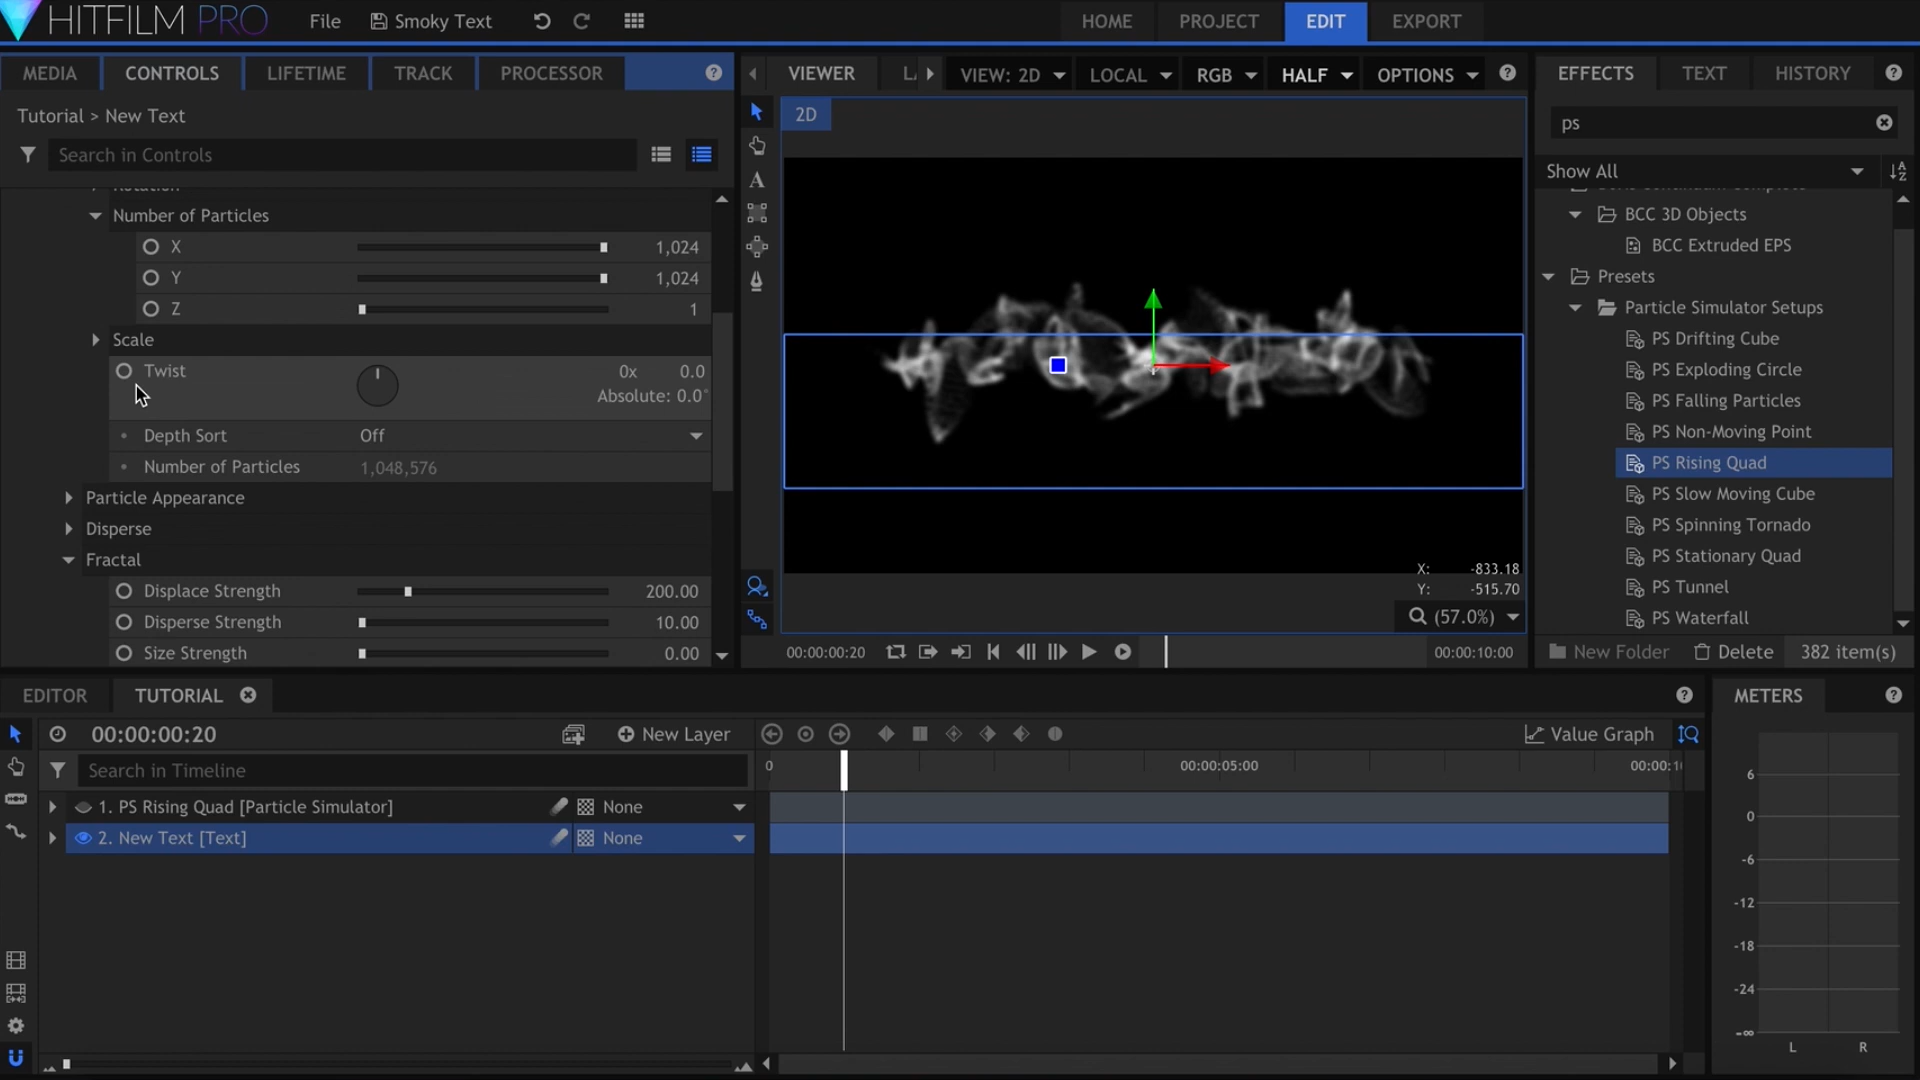 HITFILM PRO File Smoky Text HOME PROJECT EDIT EXPORT
MEDIA CONTROLS LIFETIME TRACK PROCESSOR
Tutorial > New Text
Search in Controls
Rotation
Number of Particles
X 1,024
Y 1,024
Z 1
Scale
Twist 0x 0.0
Absolute: 0.0°
Depth Sort Off
Number of Particles 1,048,576
Particle Appearance
Disperse
Fractal
Displace Strength 200.00
Disperse Strength 10.00
Size Strength 0.00
VIEWER VIEW: 2D LOCAL RGB HALF OPTIONS
2D
X: -833.18
Y: -515.70
(57.0%)
00:00:00:20 00:00:10:00
EFFECTS TEXT HISTORY
ps
Show All
BCC 3D Objects
BCC Extruded EPS
Presets
Particle Simulator Setups
PS Drifting Cube
PS Exploding Circle
PS Falling Particles
PS Non-Moving Point
PS Rising Quad
PS Slow Moving Cube
PS Spinning Tornado
PS Stationary Quad
PS Tunnel
PS Waterfall
New Folder Delete 382 item(s)
EDITOR TUTORIAL
00:00:00:20 New Layer Value Graph
Search in Timeline 0 00:00:05:00 00:00:1
1. PS Rising Quad [Particle Simulator] None
2. New Text [Text] None
METERS
6
0
-6
-12
-18
-24
-∞
L R